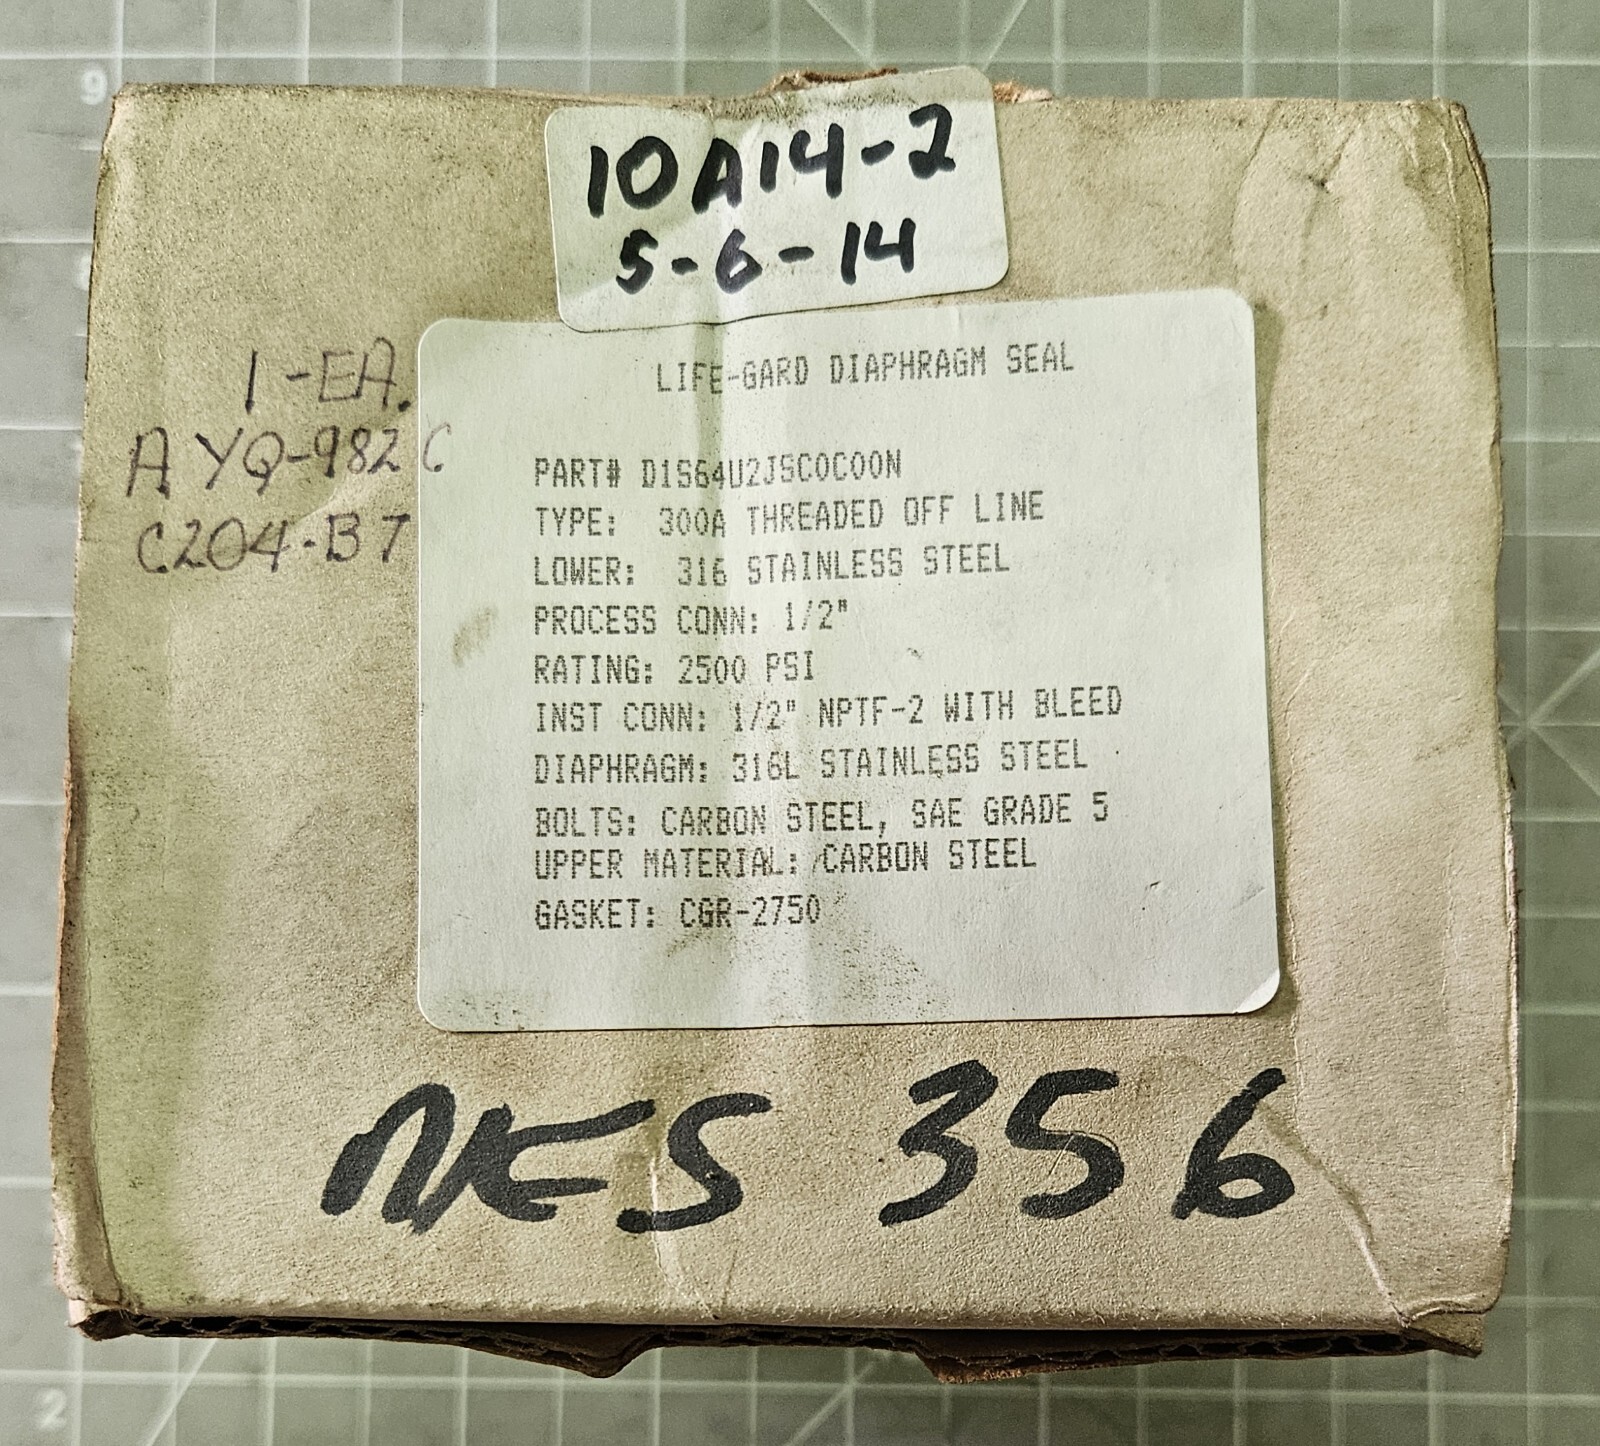 10A14-2
5-6-14
1-EA.
AYQ-982C
C204-B7
LIFE-GARD DIAPHRAGM SEAL
PART# D1S64U2J5C0C00N
TYPE: 300A THREADED OFF LINE
LOWER: 316 STAINLESS STEEL
PROCESS CONN: 1/2"
RATING: 2500 PSI
INST CONN: 1/2" NPTF-2 WITH BLEED
DIAPHRAGM: 316L STAINLESS STEEL
BOLTS: CARBON STEEL, SAE GRADE 5
UPPER MATERIAL: CARBON STEEL
GASKET: CGR-2750
NES 356
9
2